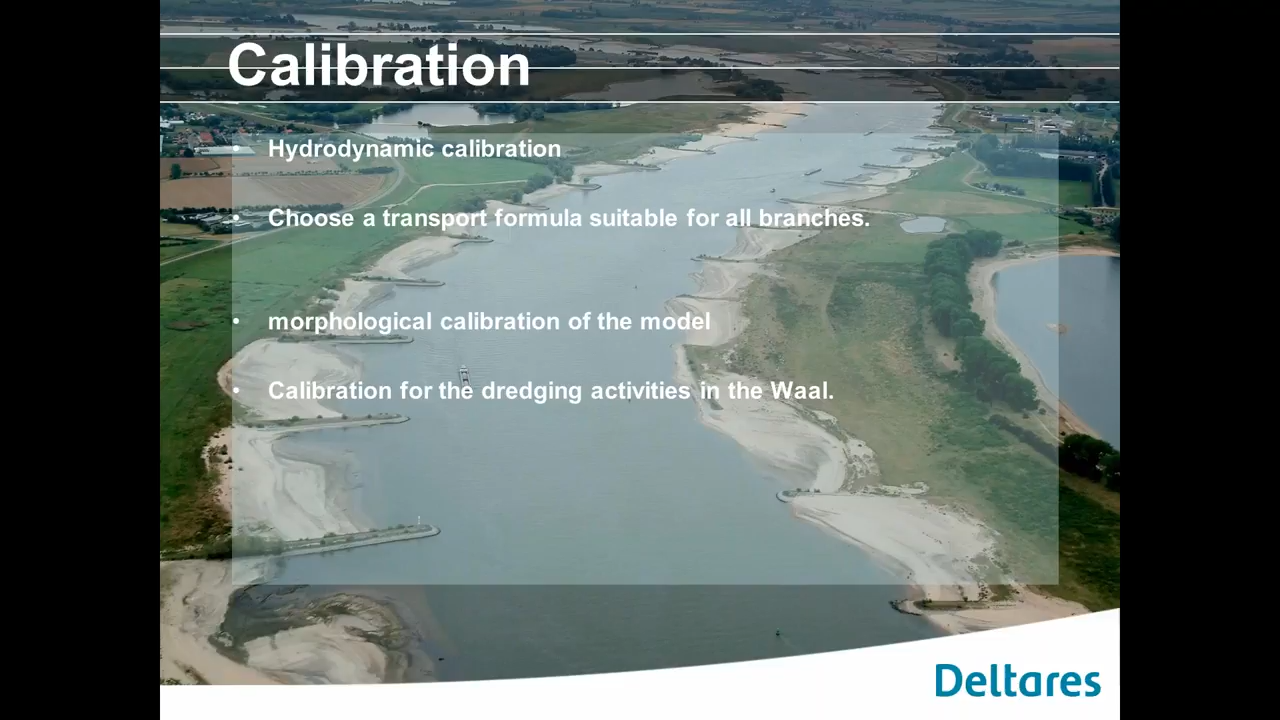 Calibration
• Hydrodynamic calibration
• Choose a transport formula suitable for all branches.
• morphological calibration of the model
• Calibration for the dredging activities in the Waal.
Deltares